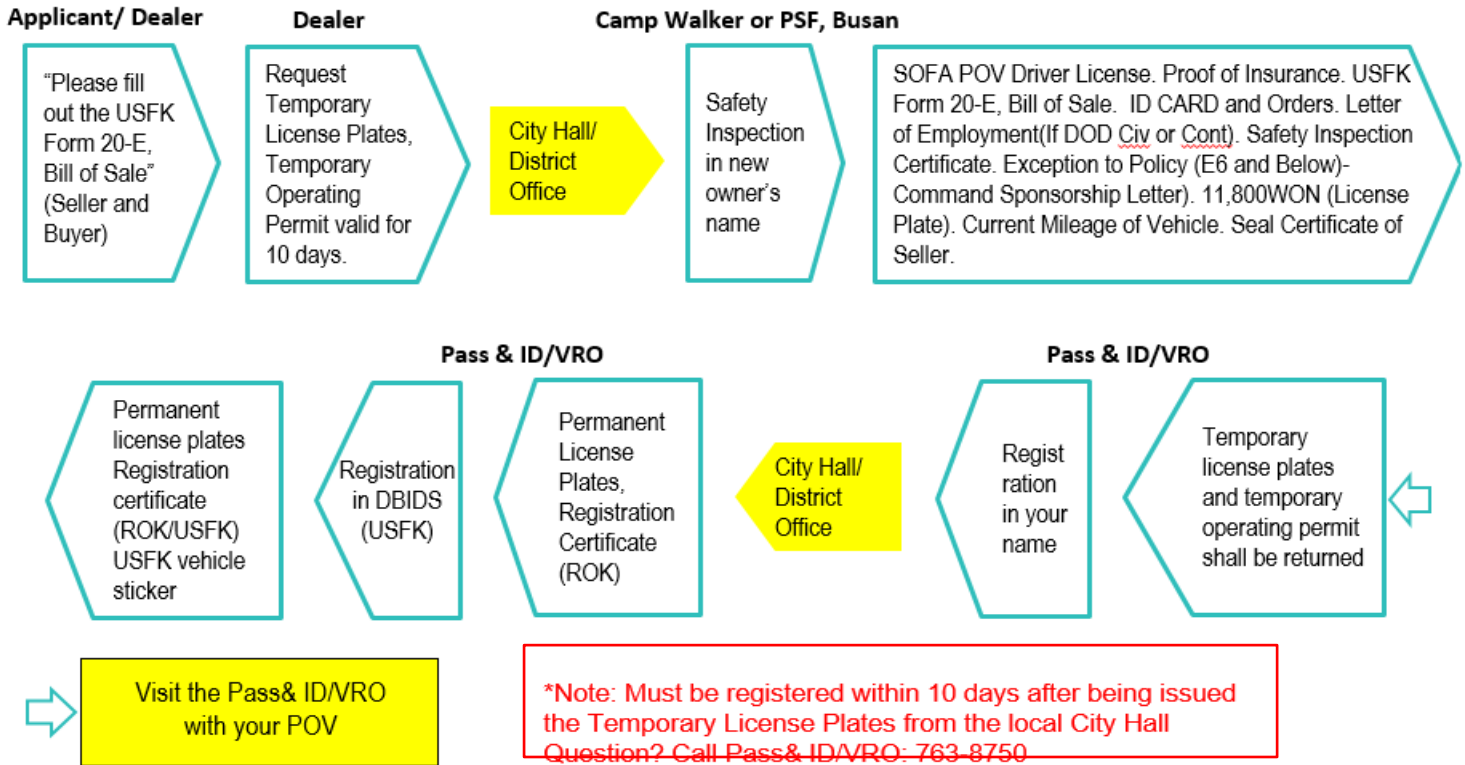 Applicant/ Dealer
Dealer
Camp Walker or PSF, Busan
“Please fill
out the USFK
Form 20-E,
Bill of Sale”
(Seller and
Buyer)
Request
Temporary
License Plates,
Temporary
Operating
Permit valid for
10 days.
City Hall/
District
Office
Safety
Inspection
in new
owner’s
name
SOFA POV Driver License. Proof of Insurance. USFK
Form 20-E, Bill of Sale.  ID CARD and Orders. Letter
of Employment(If DOD Civ or Cont). Safety Inspection
Certificate. Exception to Policy (E6 and Below)-
Command Sponsorship Letter). 11,800WON (License
Plate). Current Mileage of Vehicle. Seal Certificate of
Seller.
Pass & ID/VRO
Pass & ID/VRO
Temporary
license plates
and temporary
operating permit
shall be returned
Regist
ration
in your
name
City Hall/
District
Office
Permanent
License
Plates,
Registration
Certificate
(ROK)
Registration
in DBIDS
(USFK)
Permanent
license plates
Registration
certificate
(ROK/USFK)
USFK vehicle
sticker
Visit the Pass& ID/VRO
with your POV
*Note: Must be registered within 10 days after being issued
the Temporary License Plates from the local City Hall
Question? Call Pass& ID/VRO: 763-8750